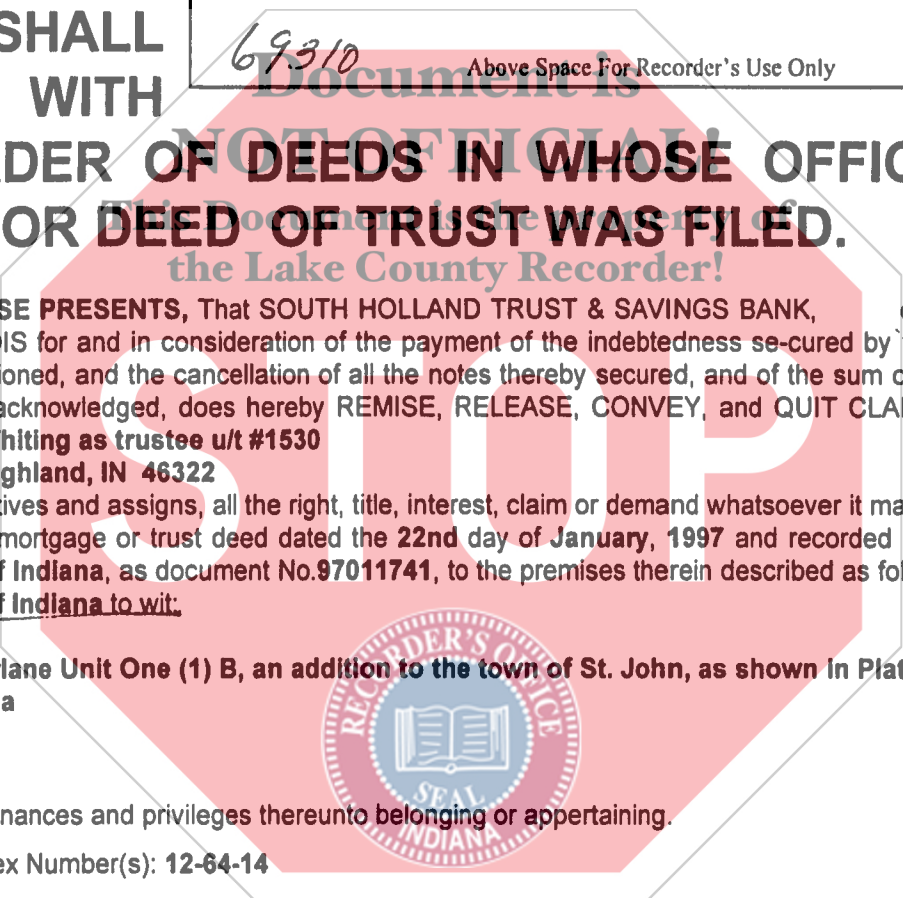 SHALL
69310
Above Space For Recorder's Use Only
WITH
Document is
NOT OFFICIAL!
DER OF DEEDS IN WHOSE OFFIC
This Document is the property of
OR DEED OF TRUST WAS FILED.
the Lake County Recorder!
SE PRESENTS, That SOUTH HOLLAND TRUST & SAVINGS BANK,
IS for and in consideration of the payment of the indebtedness se-cured by
ioned, and the cancellation of all the notes thereby secured, and of the sum o
acknowledged, does hereby REMISE, RELEASE, CONVEY, and QUIT CLAI
hiting as trustee u/t #1530
ghland, IN 46322
tives and assigns, all the right, title, interest, claim or demand whatsoever it ma
mortgage or trust deed dated the 22nd day of January, 1997 and recorded
f Indiana, as document No.97011741, to the premises therein described as fol
f Indiana to wit:
STOP
lane Unit One (1) B, an addition to the town of St. John, as shown in Plat
a
RECORDER'S OFFICE
SEAL
INDIANA
nances and privileges thereunto belonging or appertaining.
ex Number(s): 12-64-14